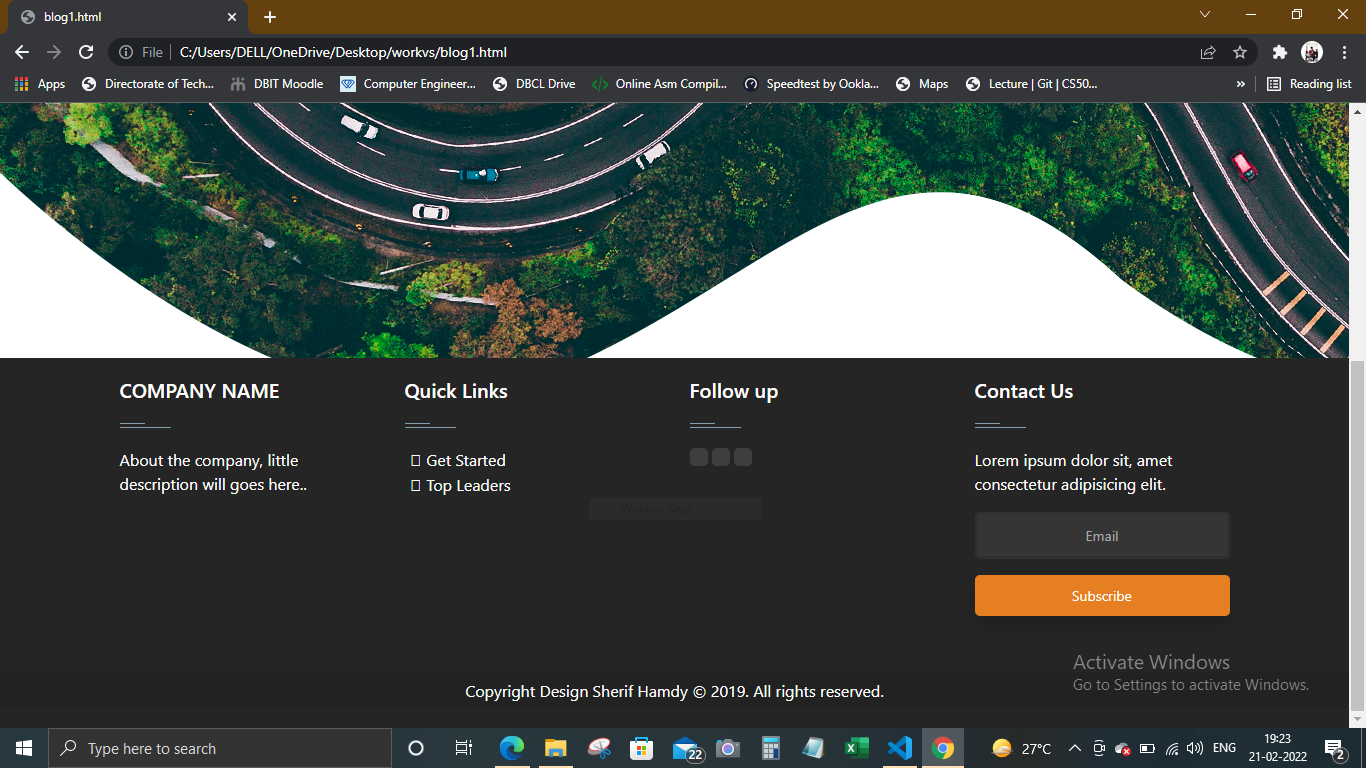 blog1.html
File
C:/Users/DELL/OneDrive/Desktop/workvs/blog1.html
Apps
Directorate of Tech...
DBIT Moodle
Computer Engineer...
DBCL Drive
Online Asm Compil...
Speedtest by Ookla...
Maps
Lecture | Git | CS50...
»
Reading list
COMPANY NAME
Quick Links
Follow up
Contact Us
About the company, little
description will goes here..
Get Started
Top Leaders
Window Snip
Lorem ipsum dolor sit, amet
consectetur adipisicing elit.
Email
Subscribe
Activate Windows
Go to Settings to activate Windows.
Copyright Design Sherif Hamdy © 2019. All rights reserved.
Type here to search
22
27°C
ENG
19:23
21-02-2022
2